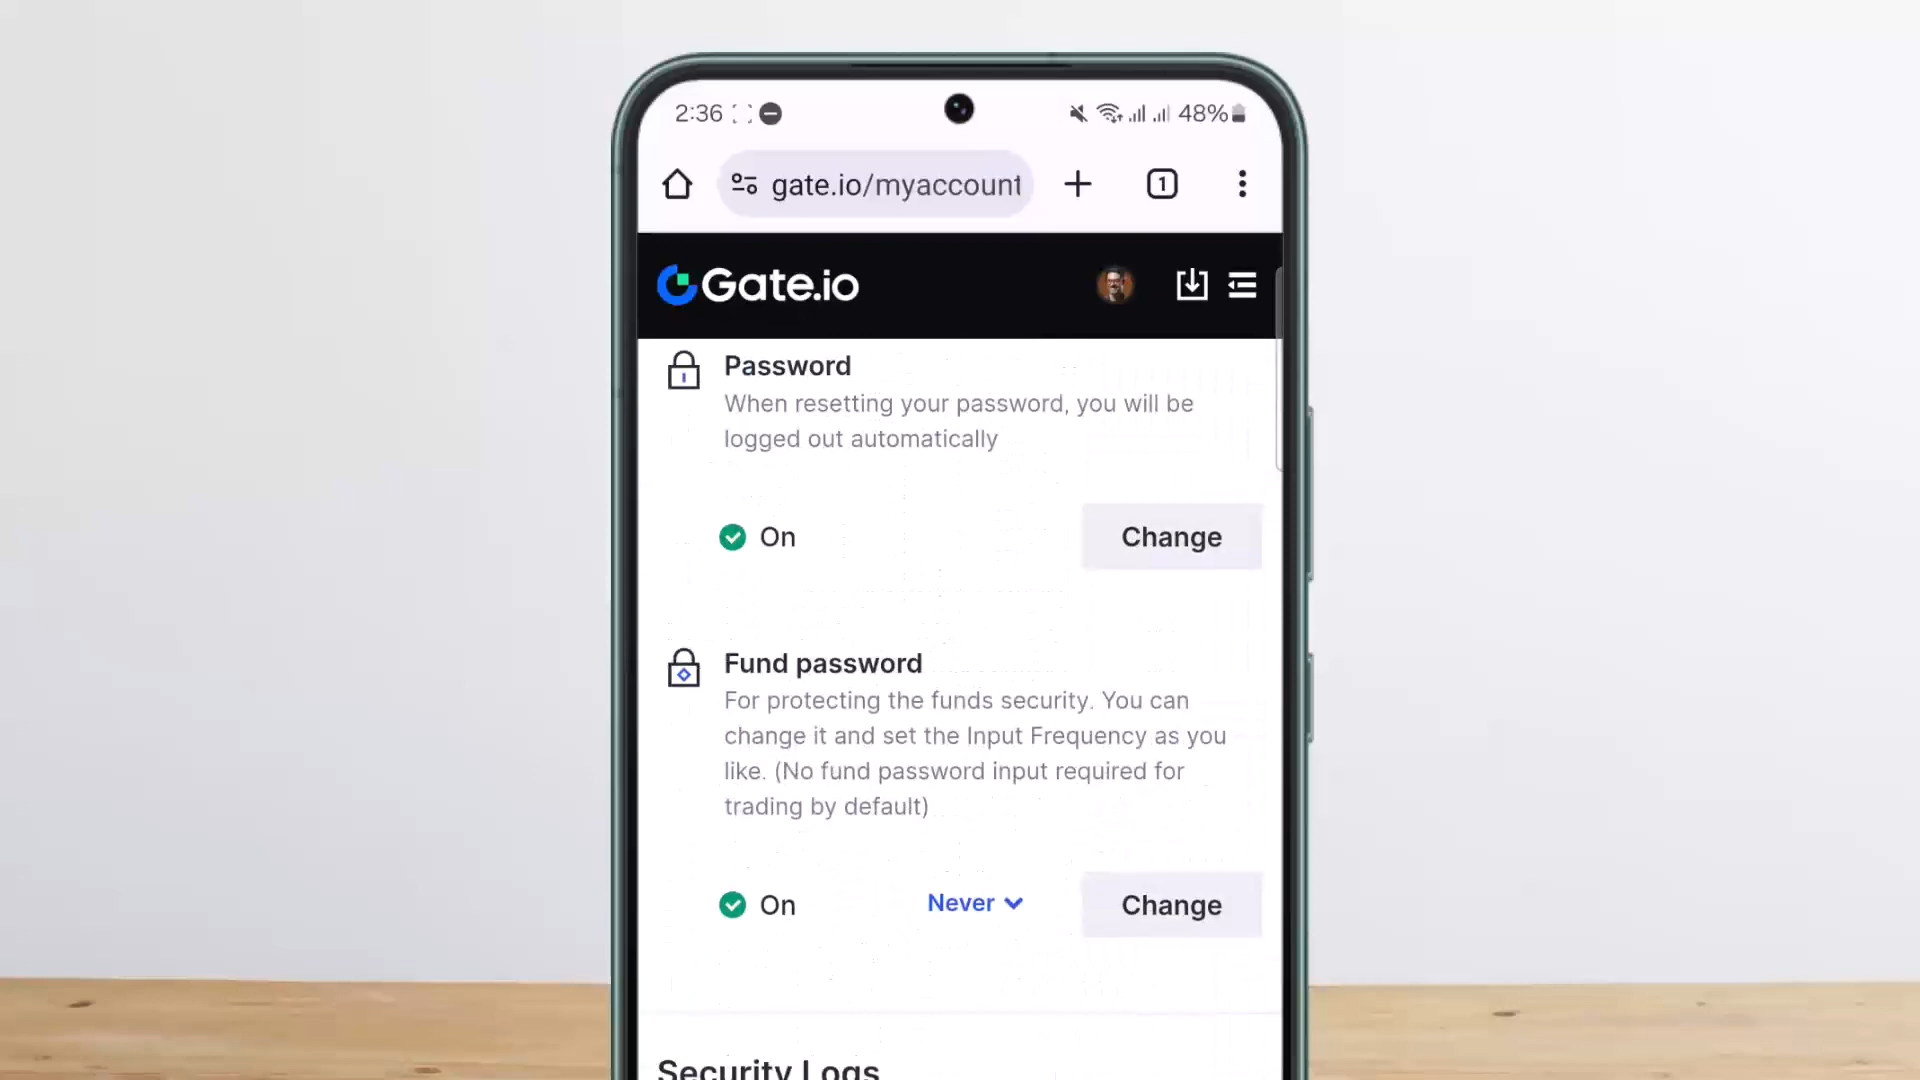 2:36 48%
gate.io/myaccount 1
Gate.io
Password
When resetting your password, you will be
logged out automatically
On Change
Fund password
For protecting the funds security. You can
change it and set the Input Frequency as you
like. (No fund password input required for
trading by default)
On Never Change
Security Logs